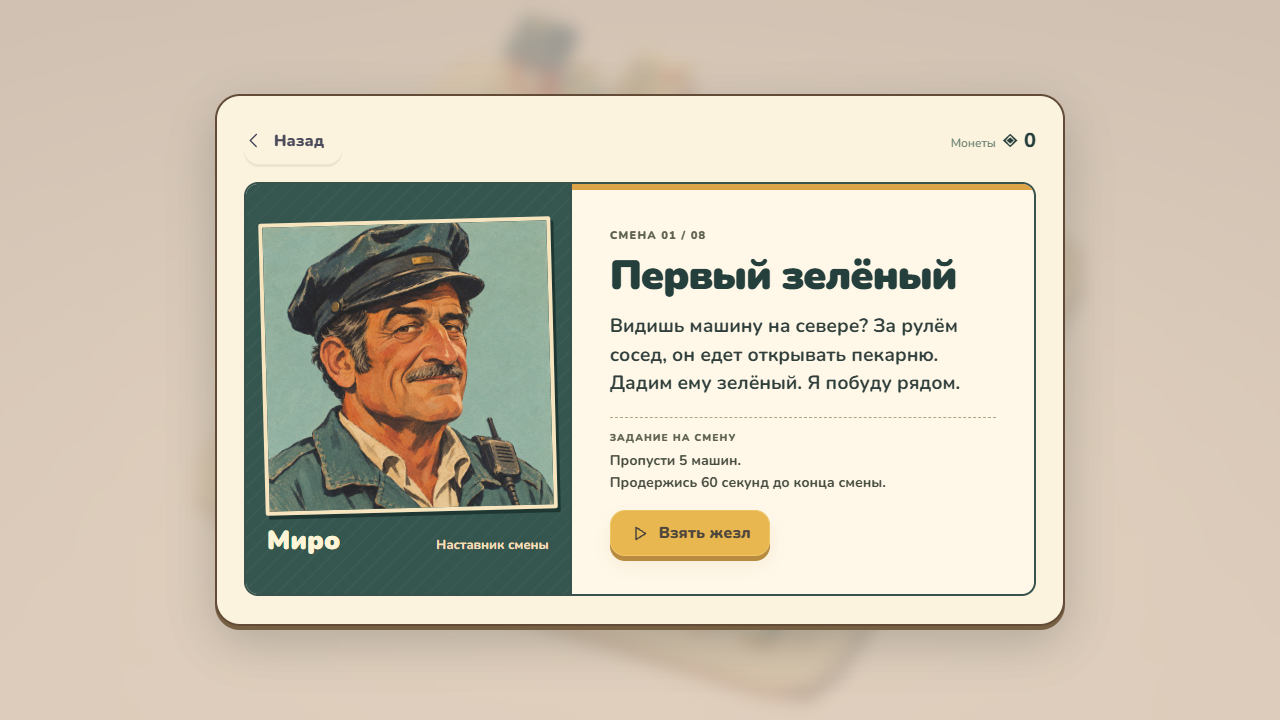 Назад
Монеты 0
СМЕНА 01 / 08
Первый зелёный
Видишь машину на севере? За рулём
сосед, он едет открывать пекарню.
Дадим ему зелёный. Я побуду рядом.
ЗАДАНИЕ НА СМЕНУ
Пропусти 5 машин.
Продержись 60 секунд до конца смены.
Взять жезл
Миро
Наставник смены